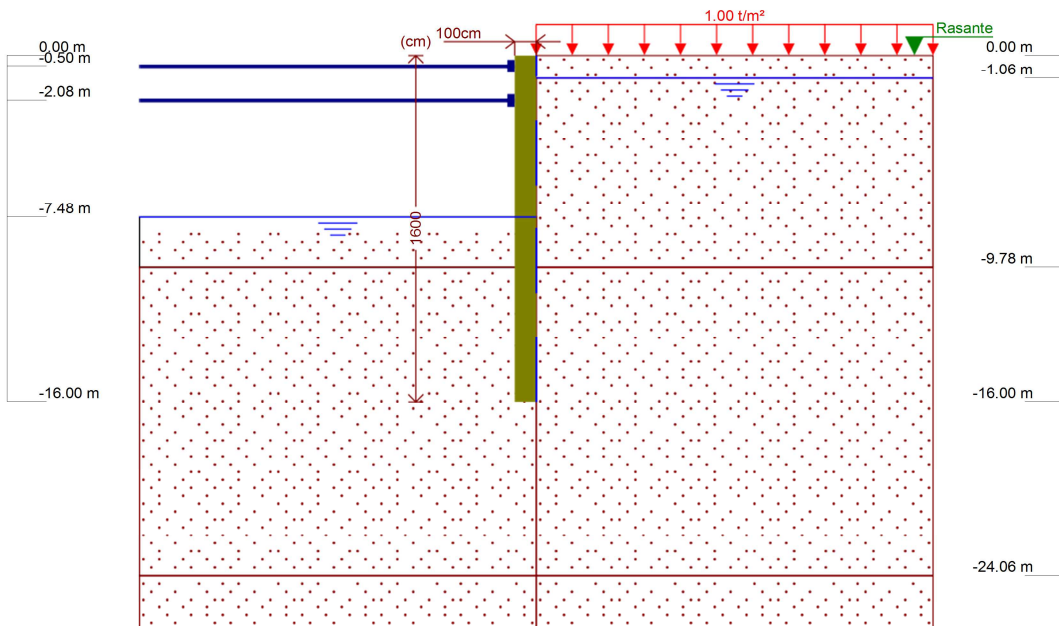 1.00 t/m²
Rasante
100cm
(cm)
0.00 m
-0.50 m
-2.08 m
-7.48 m
-16.00 m
1600
0.00 m
-1.06 m
-9.78 m
-16.00 m
-24.06 m